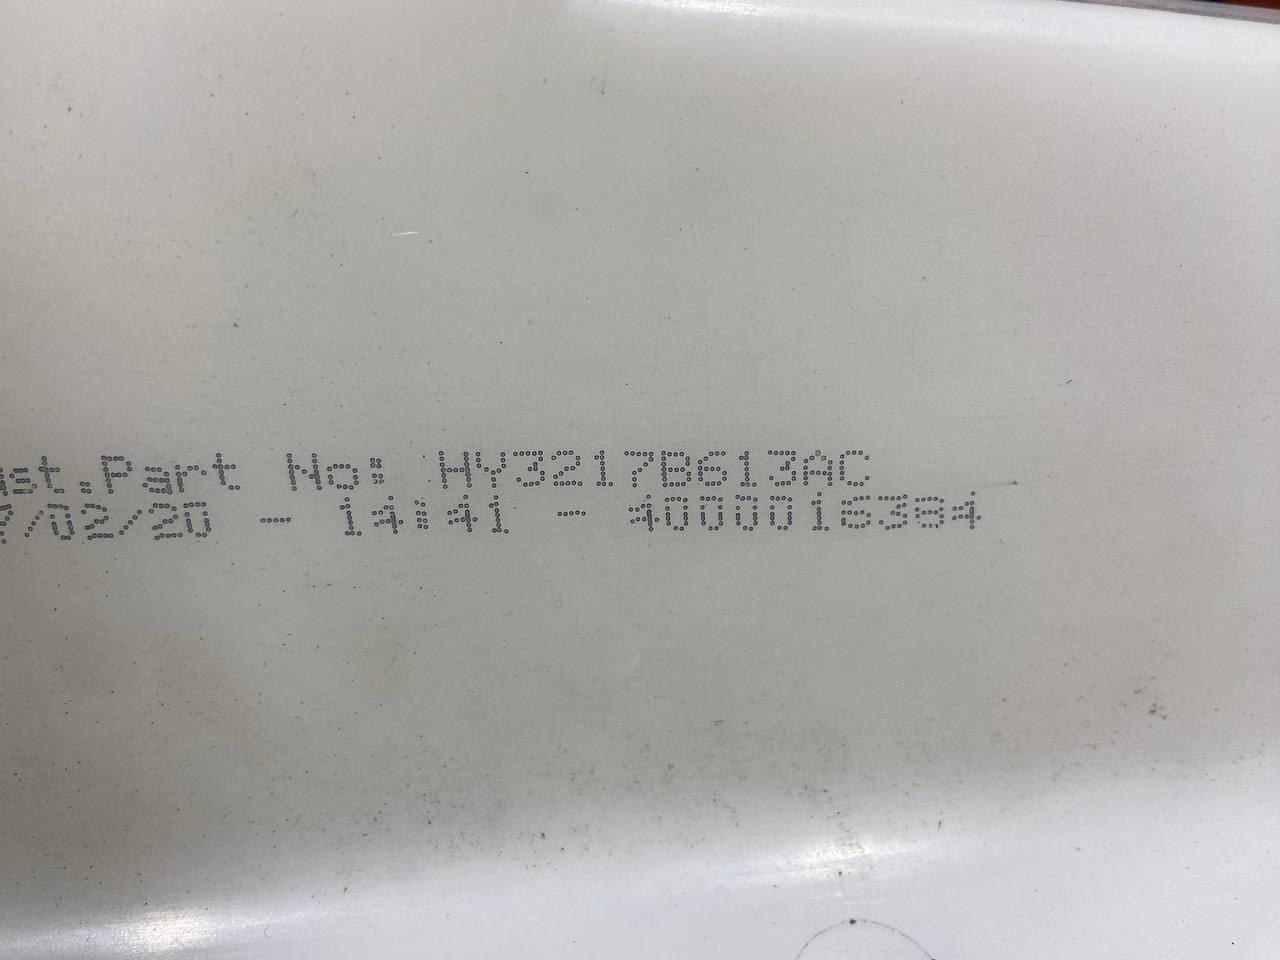 st.Part No: HY3217B613AC
/02/20 - 14:41 - 4000016384